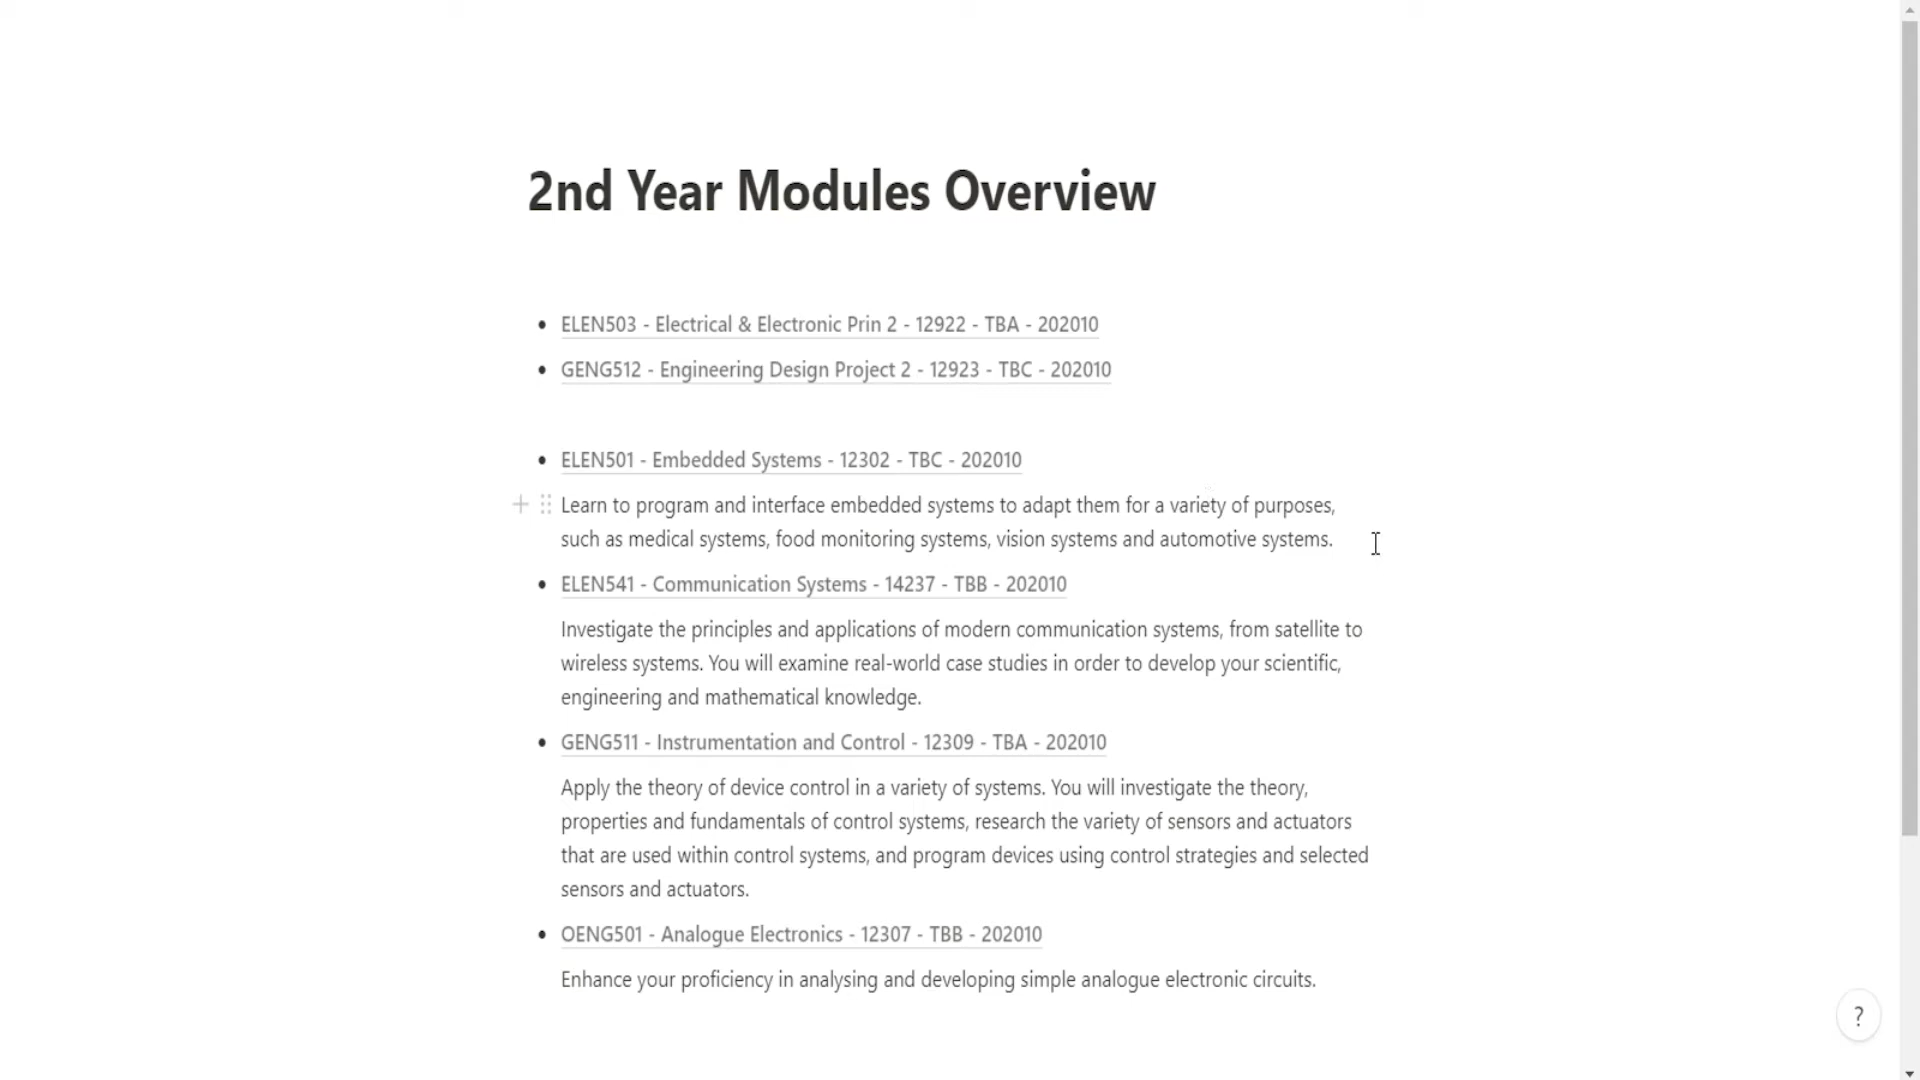 2nd Year Modules Overview
• ELEN503 - Electrical & Electronic Prin 2 - 12922 - TBA - 202010
• GENG512 - Engineering Design Project 2 - 12923 - TBC - 202010
• ELEN501 - Embedded Systems - 12302 - TBC - 202010
Learn to program and interface embedded systems to adapt them for a variety of purposes,
such as medical systems, food monitoring systems, vision systems and automotive systems.
• ELEN541 - Communication Systems - 14237 - TBB - 202010
Investigate the principles and applications of modern communication systems, from satellite to
wireless systems. You will examine real-world case studies in order to develop your scientific,
engineering and mathematical knowledge.
• GENG511 - Instrumentation and Control - 12309 - TBA - 202010
Apply the theory of device control in a variety of systems. You will investigate the theory,
properties and fundamentals of control systems, research the variety of sensors and actuators
that are used within control systems, and program devices using control strategies and selected
sensors and actuators.
• OENG501 - Analogue Electronics - 12307 - TBB - 202010
Enhance your proficiency in analysing and developing simple analogue electronic circuits.
?